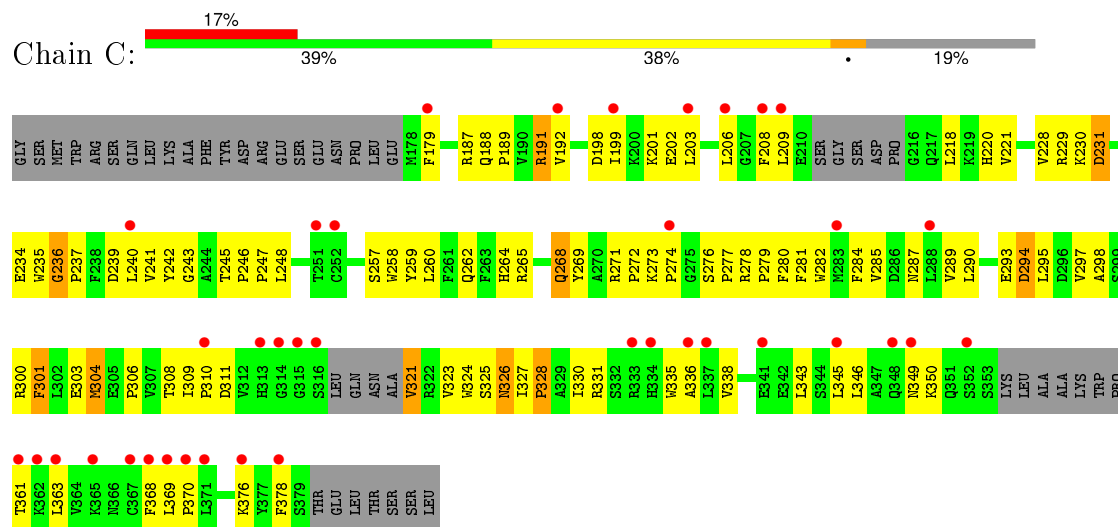 17%
Chain C:
39% 38% • 19%
GLY SER MET TRP ARG SER GLN LEU LYS ALA PHE TYR ASP ARG GLU SER GLU ASN PRO LEU GLU M178 F179 R187 Q188 P189 V190 R191 V192 D198 I199 K200 K201 E202 L203 L206 G207 F208 L209 E210 SER GLY SER ASP PRO G216 Q217 L218 K219 H220 V221 V228 R229 K230 D231
E234 W235 G236 P237 F238 D239 L240 V241 Y242 G243 A244 T245 P246 P247 L248 T251 C252 S257 W258 Y259 L260 F261 Q262 F263 H264 R265 Q268 Y269 A270 R271 P272 K273 P274 G275 S276 P277 R278 P279 F280 F281 W282 M283 F284 V285 D286 N287 L288 V289 L290 E293 D294 L295 D296 V297 A298 S299
R300 F301 L302 E303 M304 E305 P306 V307 T308 I309 P310 D311 V312 H313 G314 G315 S316 LEU GLN ASN ALA V321 R322 V323 W324 S325 N326 I327 P328 A329 I330 R331 S332 R333 H334 W335 A336 L337 V338 E341 E342 L343 S344 L345 L346 A347 Q348 N349 K350 Q351 S352 S353 LYS LEU ALA ALA LYS TRP PRO
T361 K362 L363 V364 K365 N366 C367 F368 L369 P370 L371 K376 Y377 F378 S379 THR GLU LEU THR SER SER LEU